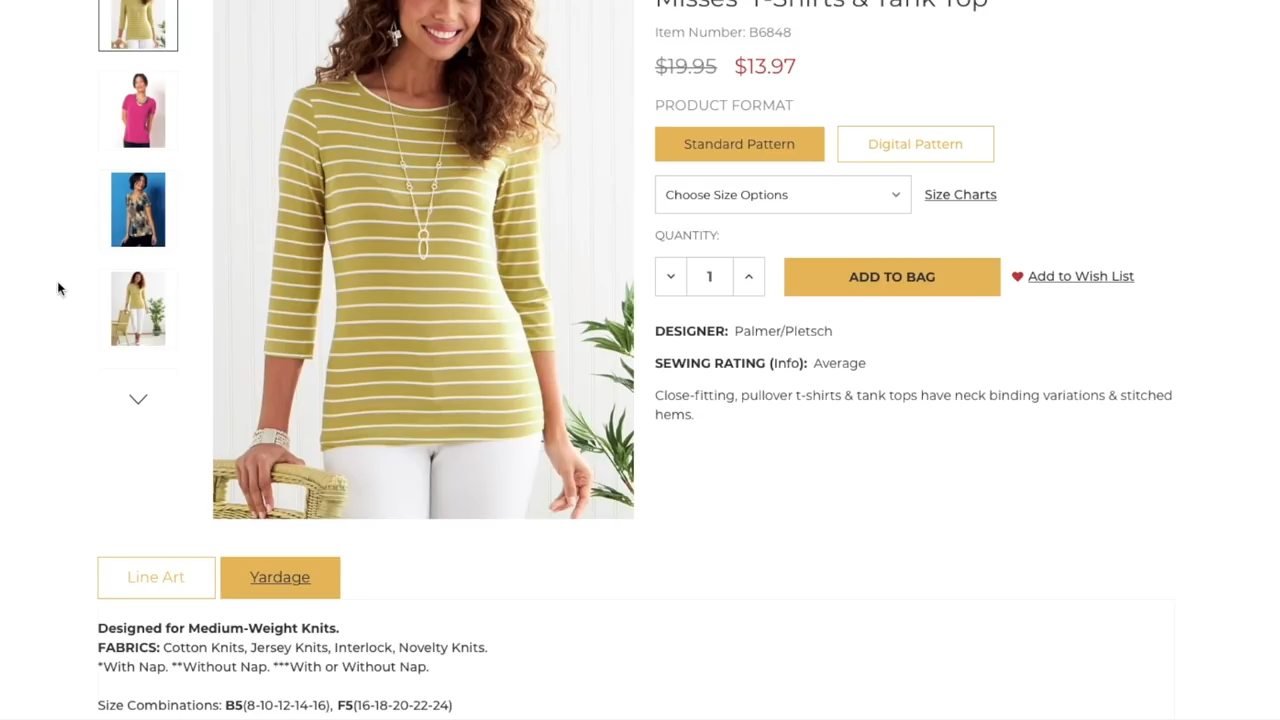 Misses' T-Shirts & Tank Top
Item Number: B6848
$19.95 $13.97
PRODUCT FORMAT
Standard Pattern
Digital Pattern
Choose Size Options
Size Charts
QUANTITY:
1
ADD TO BAG
Add to Wish List
DESIGNER: Palmer/Pletsch
SEWING RATING (Info): Average
Close-fitting, pullover t-shirts & tank tops have neck binding variations & stitched
hems.
Line Art
Yardage
Designed for Medium-Weight Knits.
FABRICS: Cotton Knits, Jersey Knits, Interlock, Novelty Knits.
*With Nap. **Without Nap. ***With or Without Nap.
Size Combinations: B5(8-10-12-14-16), F5(16-18-20-22-24)